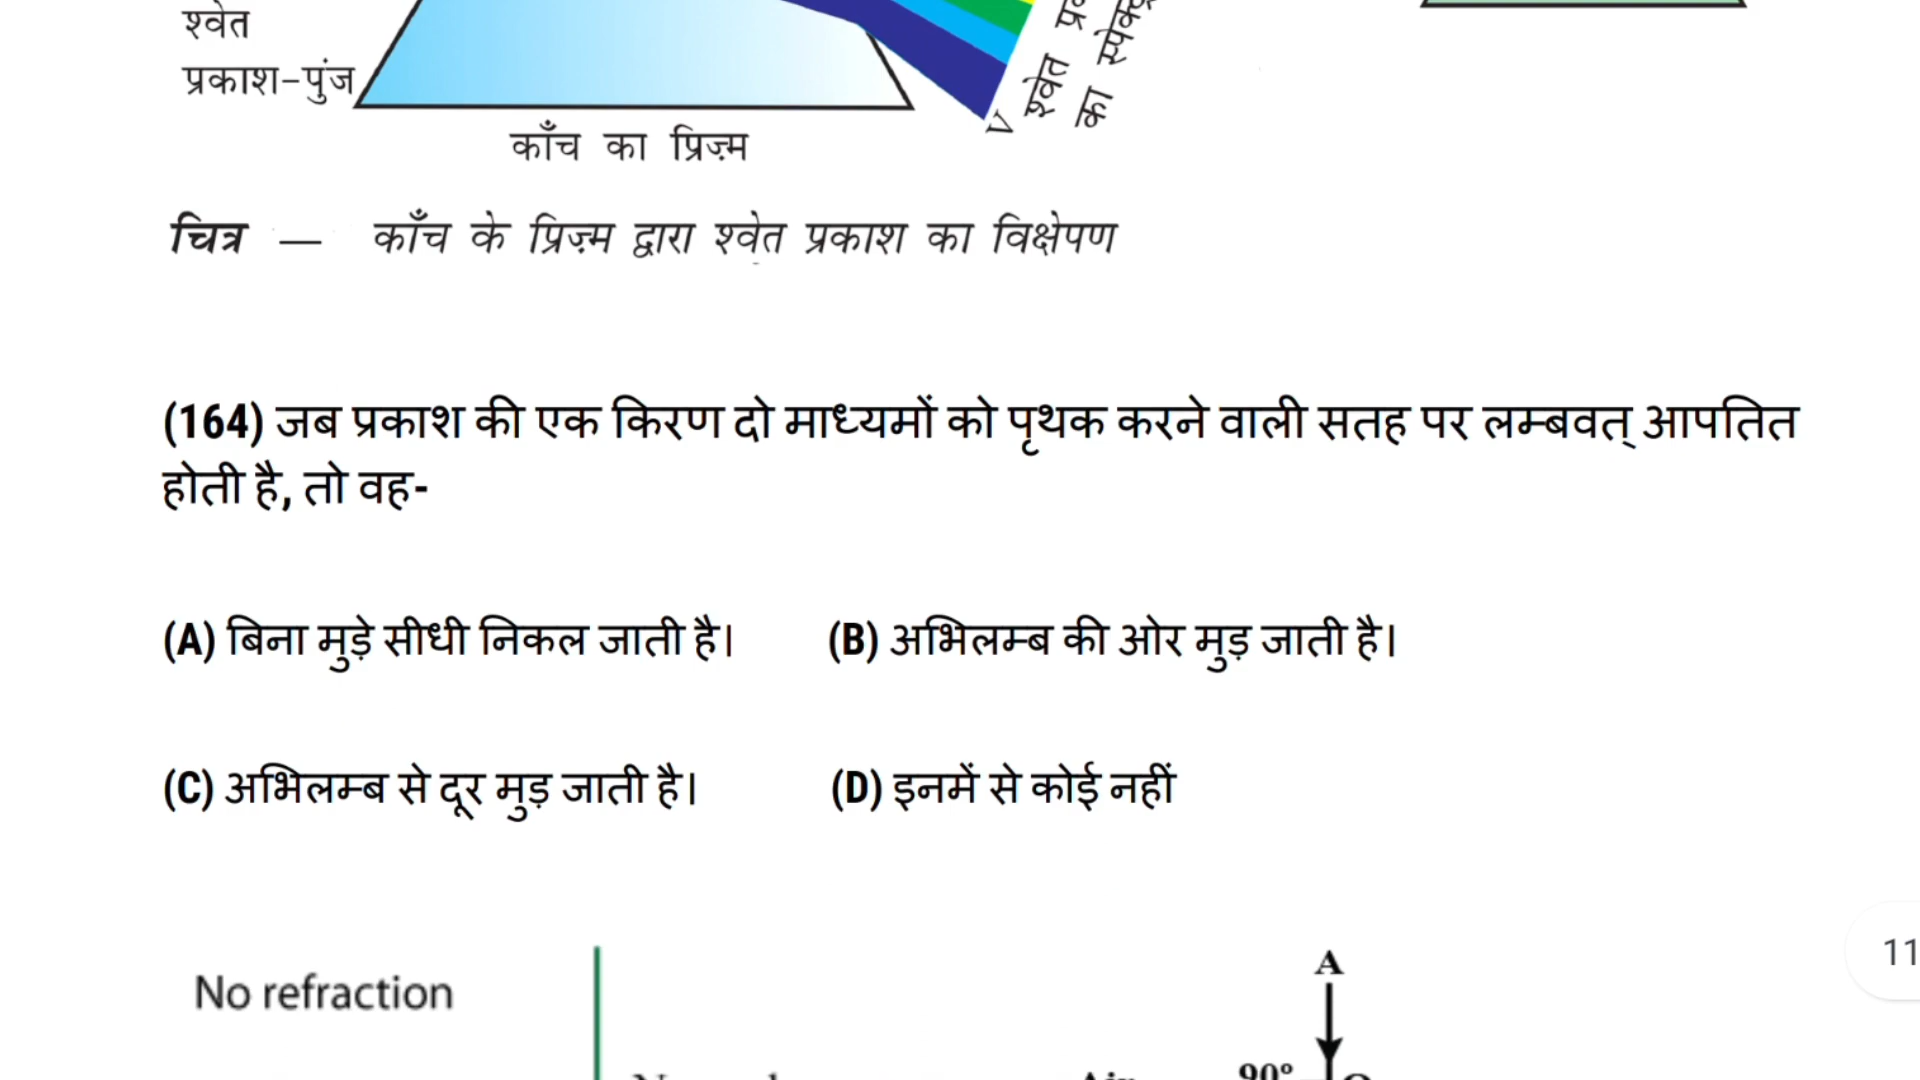 श्वेत
प्रकाश-पुंज
V
श्वेत
का
काँच का प्रिज़्म
चित्र — काँच के प्रिज़्म द्वारा श्वेत प्रकाश का विक्षेपण
(164) जब प्रकाश की एक किरण दो माध्यमों को पृथक करने वाली सतह पर लम्बवत् आपतित
होती है, तो वह-
(A) बिना मुड़े सीधी निकल जाती है। (B) अभिलम्ब की ओर मुड़ जाती है।
(C) अभिलम्ब से दूर मुड़ जाती है। (D) इनमें से कोई नहीं
11
A
No refraction
90°